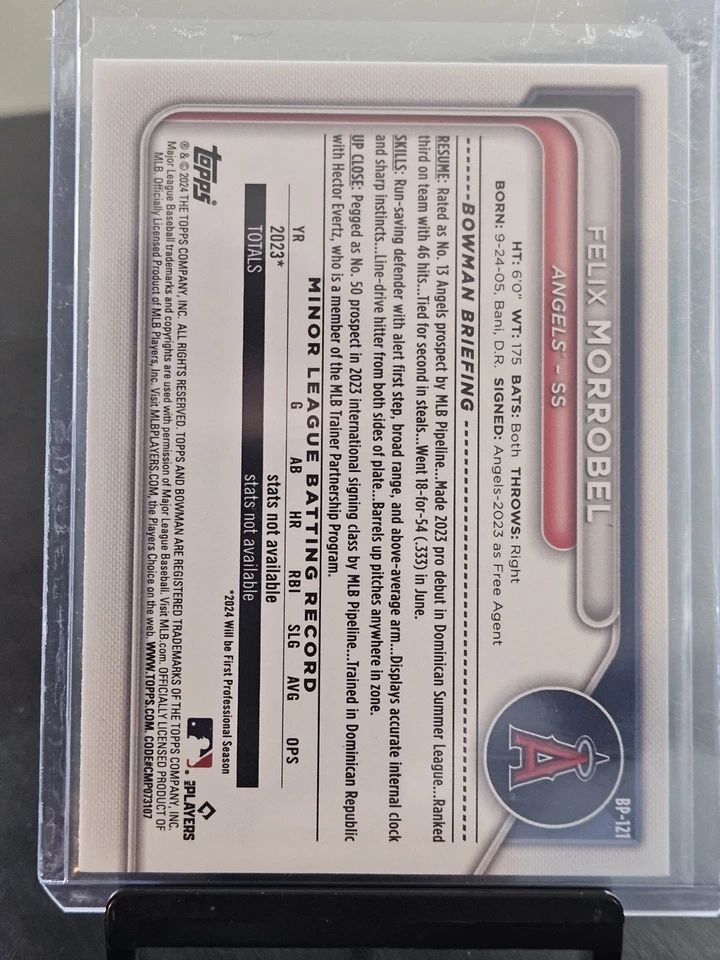 BP-121
FELIX MORROBEL
ANGELS® - SS
HT: 6'0" WT: 175 BATS: Both THROWS: Right
BORN: 9-24-05, Bani, D.R. SIGNED: Angels-2023 as Free Agent
BOWMAN BRIEFING
RESUME: Rated as No. 13 Angels prospect by MLB Pipeline...Made 2023 pro debut in Dominican Summer League...Ranked
third on team with 46 hits...Tied for second in steals...Went 18-for-54 (.333) in June.
SKILLS: Run-saving defender with alert first step, broad range, and above-average arm...Displays accurate internal clock
and sharp instincts...Line-drive hitter from both sides of plate...Barrels up pitches anywhere in zone.
UP CLOSE: Pegged as No. 50 prospect in 2023 international signing class by MLB Pipeline...Trained in Dominican Republic
with Hector Evertz, who is a member of the MLB Trainer Partnership Program.
MINOR LEAGUE BATTING RECORD
YR G AB HR RBI SLG AVG OPS
2023* stats not available
TOTALS stats not available
*2024 Will be First Professional Season
topps®
MLB PLAYERS
® & © 2024 THE TOPPS COMPANY, INC. ALL RIGHTS RESERVED. TOPPS AND BOWMAN ARE REGISTERED TRADEMARKS OF THE TOPPS COMPANY, INC.
Major League Baseball trademarks and copyrights are used with permission of Major League Baseball. Visit MLB.com. OFFICIALLY LICENSED PRODUCT OF
MLB. Officially Licensed Product of MLB Players, Inc. Visit MLBPLAYERS.COM, the Players Choice on the web. WWW.TOPPS.COM. CODE#CMP073107